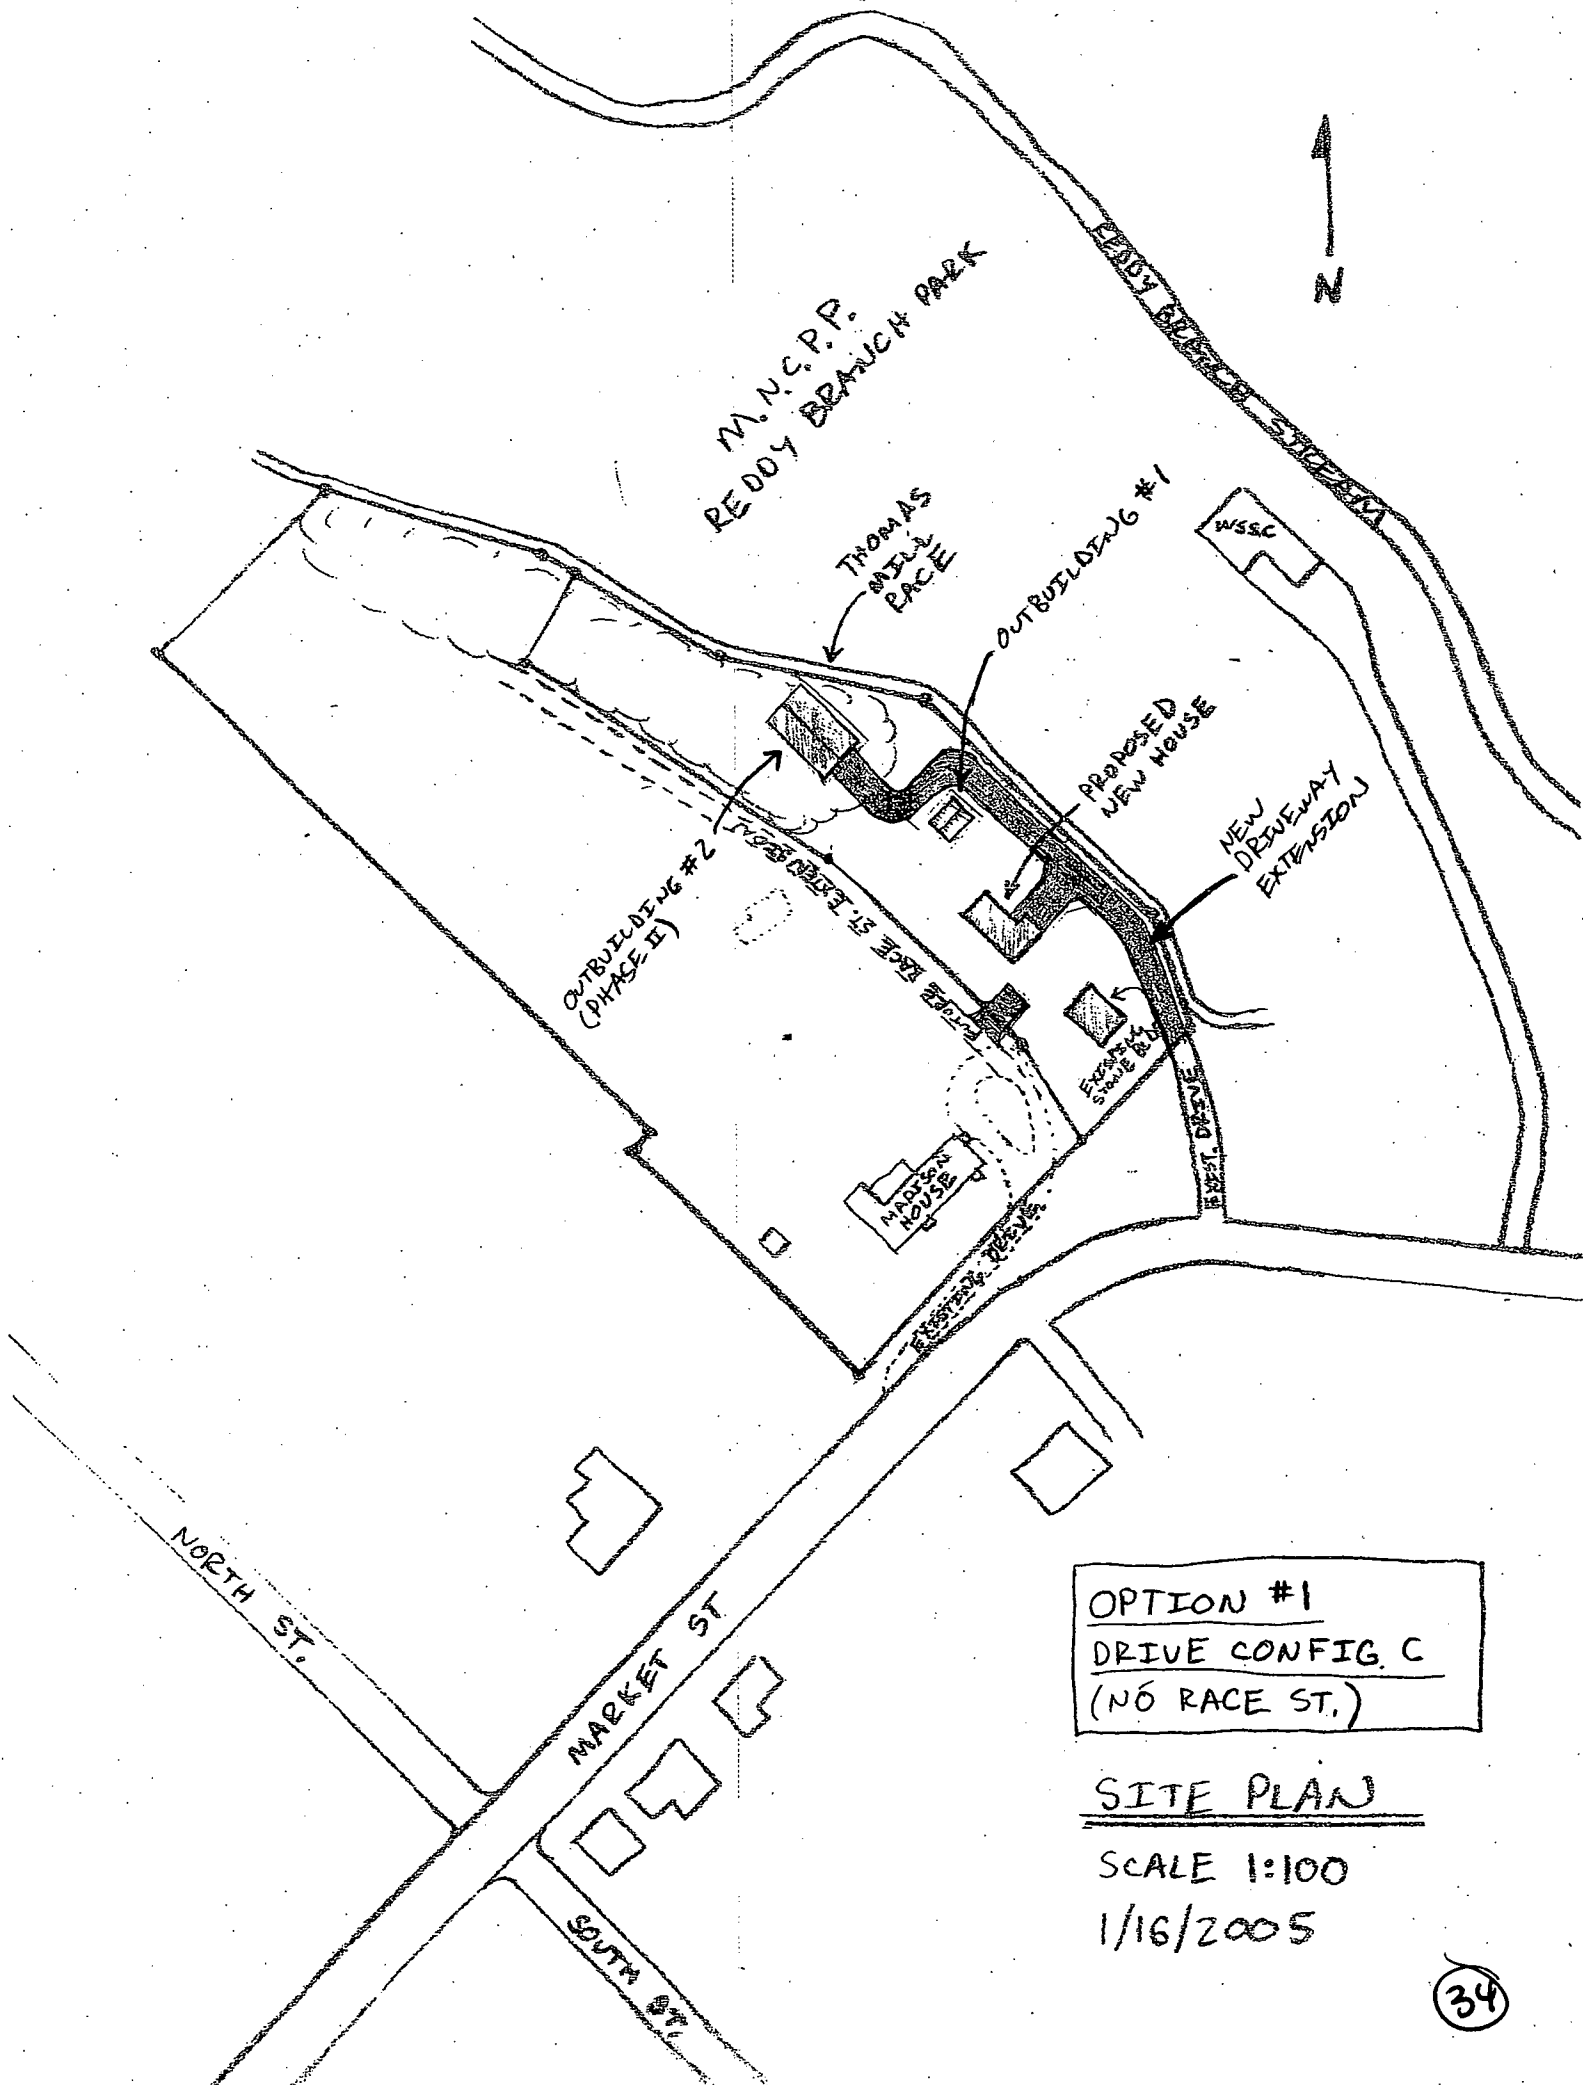 N
REDDY BRANCH STREAM
M.N.C.P.P.
REDDY BRANCH PARK
THOMAS
MILL
RACE
OUTBUILDING #1
WSSC
PROPOSED
NEW HOUSE
NEW
DRIVEWAY
EXTENSION
OUTBUILDING #2
(PHASE II)
FUTURE RACE ST. EXTENSION
EXISTING
STONE BLD
EXIST. DRIVE
MADISON
HOUSE
EXISTING DRIVE
NORTH ST.
MARKET ST
SOUTH ST.
OPTION #1
DRIVE CONFIG. C
(NO RACE ST.)
SITE PLAN
SCALE 1:100
1/16/2005
34